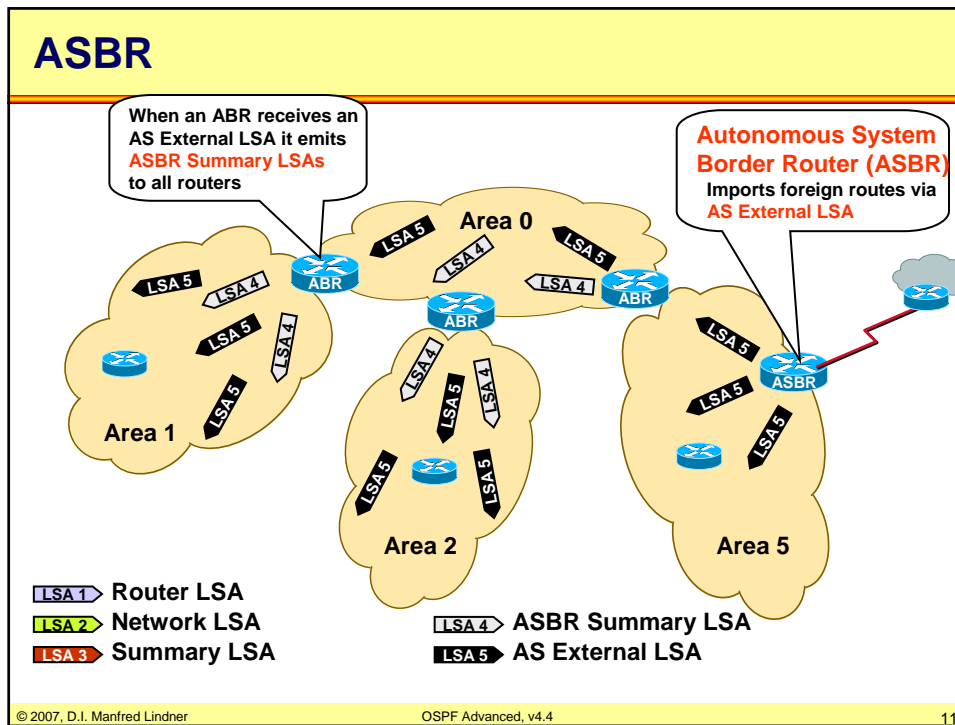 ASBR
When an ABR receives an
AS External LSA it emits
ASBR Summary LSAs
to all routers
Autonomous System
Border Router (ASBR)
Imports foreign routes via
AS External LSA
Area 0
LSA 5
LSA 4
LSA 5
LSA 4
ABR
ABR
ABR
LSA 5
LSA 4
LSA 5
LSA 4
LSA 5
Area 1
LSA 4
LSA 4
LSA 5
LSA 5
LSA 5
Area 2
LSA 5
LSA 5
LSA 5
ASBR
Area 5
LSA 1 Router LSA
LSA 2 Network LSA
LSA 3 Summary LSA
LSA 4 ASBR Summary LSA
LSA 5 AS External LSA
© 2007, D.I. Manfred Lindner
OSPF Advanced, v4.4
11